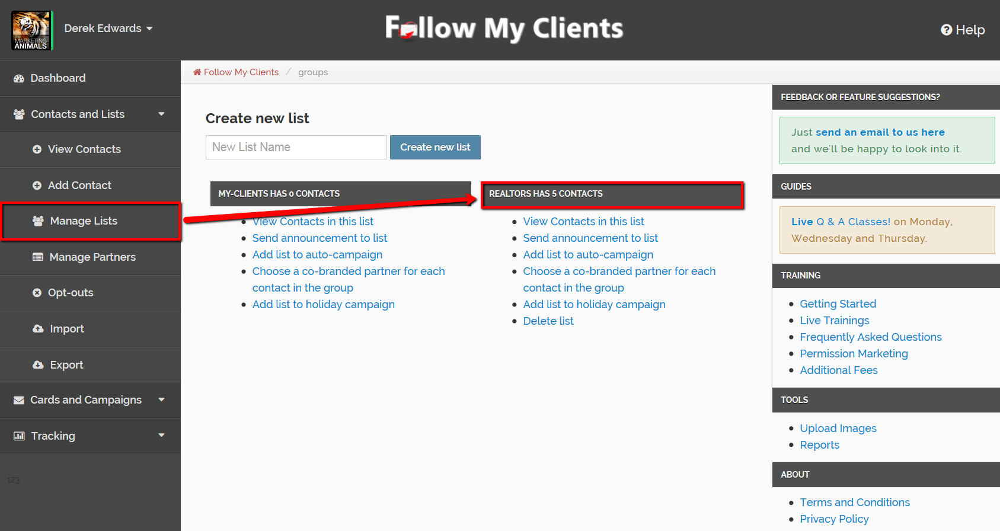 MARKETING
ANIMALS
Derek Edwards
Follow My Clients
Help
Dashboard
Contacts and Lists
View Contacts
Add Contact
Manage Lists
Manage Partners
Opt-outs
Import
Export
Cards and Campaigns
Tracking
123
Follow My Clients / groups
Create new list
New List Name
Create new list
MY-CLIENTS HAS 0 CONTACTS
View Contacts in this list
Send announcement to list
Add list to auto-campaign
Choose a co-branded partner for each
contact in the group
Add list to holiday campaign
REALTORS HAS 5 CONTACTS
View Contacts in this list
Send announcement to list
Add list to auto-campaign
Choose a co-branded partner for each
contact in the group
Add list to holiday campaign
Delete list
FEEDBACK OR FEATURE SUGGESTIONS?
Just send an email to us here
and we'll be happy to look into it.
GUIDES
Live Q & A Classes! on Monday,
Wednesday and Thursday.
TRAINING
Getting Started
Live Trainings
Frequently Asked Questions
Permission Marketing
Additional Fees
TOOLS
Upload Images
Reports
ABOUT
Terms and Conditions
Privacy Policy